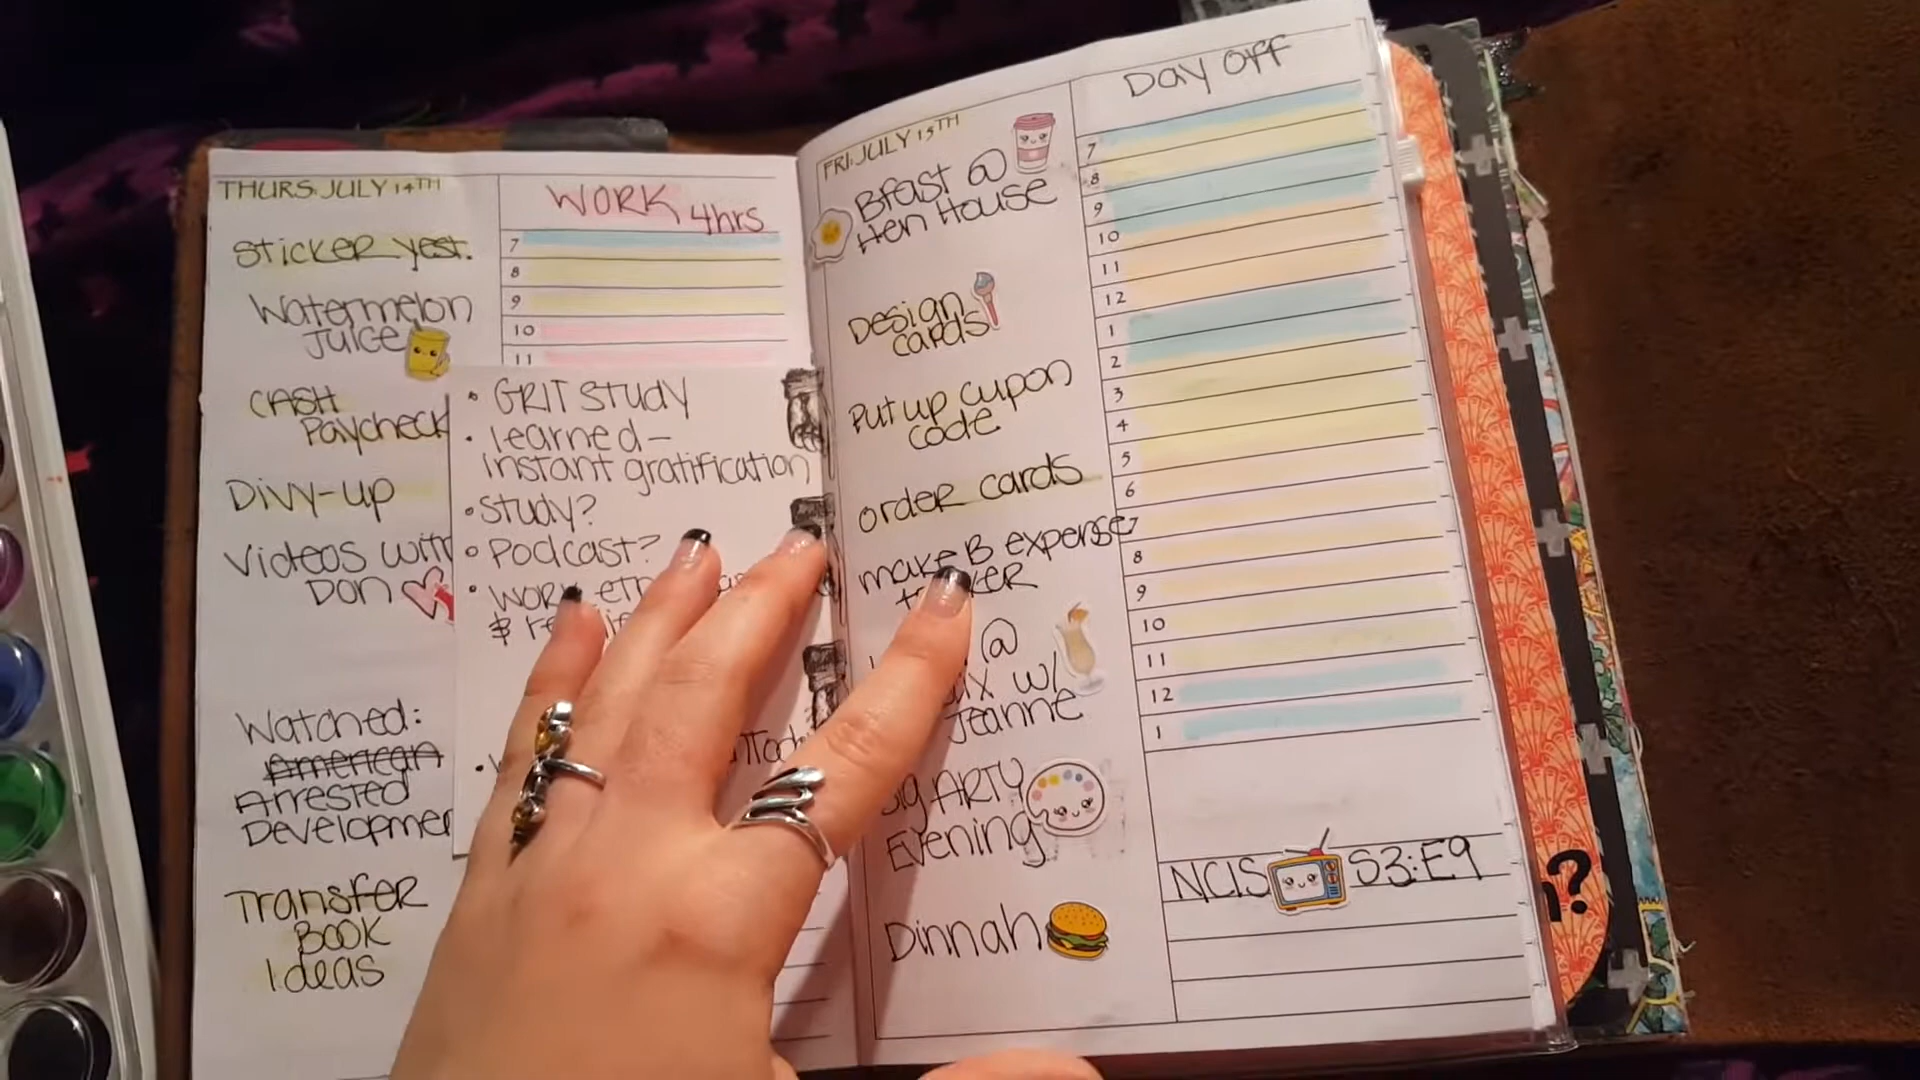 THURS: JULY 14TH
WORK 4hrs
Sticker yest.
Watermelon
Juice
CASH
Paycheck
Divy-up
Videos with
Don
Watched:
American
Arrested
Transfer
Book
Ideas
7
8
9
10
11
• GRIT STUDY
• learned –
instant gratification
• Study?
• Podcast?
• WORK
FRI: JULY 15TH
Bfast @
Hen House
Design
cards
Put up cupon
code
order cards
make B expense
@
w/
Jeanne
ARTY
Evening
Dinnah
Day off
7
8
9
10
11
12
1
2
3
4
5
6
7
8
9
10
11
12
1
NCIS S3:E9
?